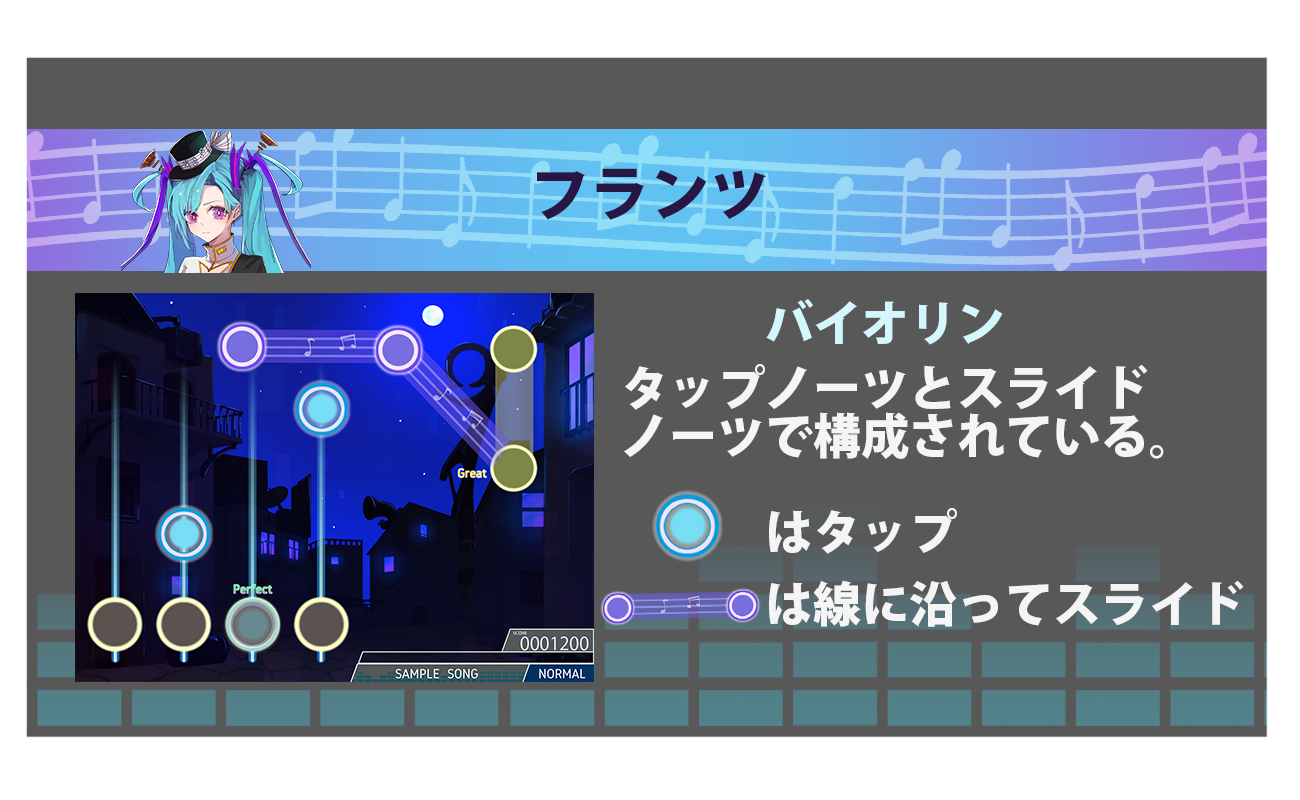 フランツ
バイオリン
タップノーツとスライド
ノーツで構成されている。
はタップ
は線に沿ってスライド
Great
Perfect
SCORE
0001200
SAMPLE SONG
NORMAL